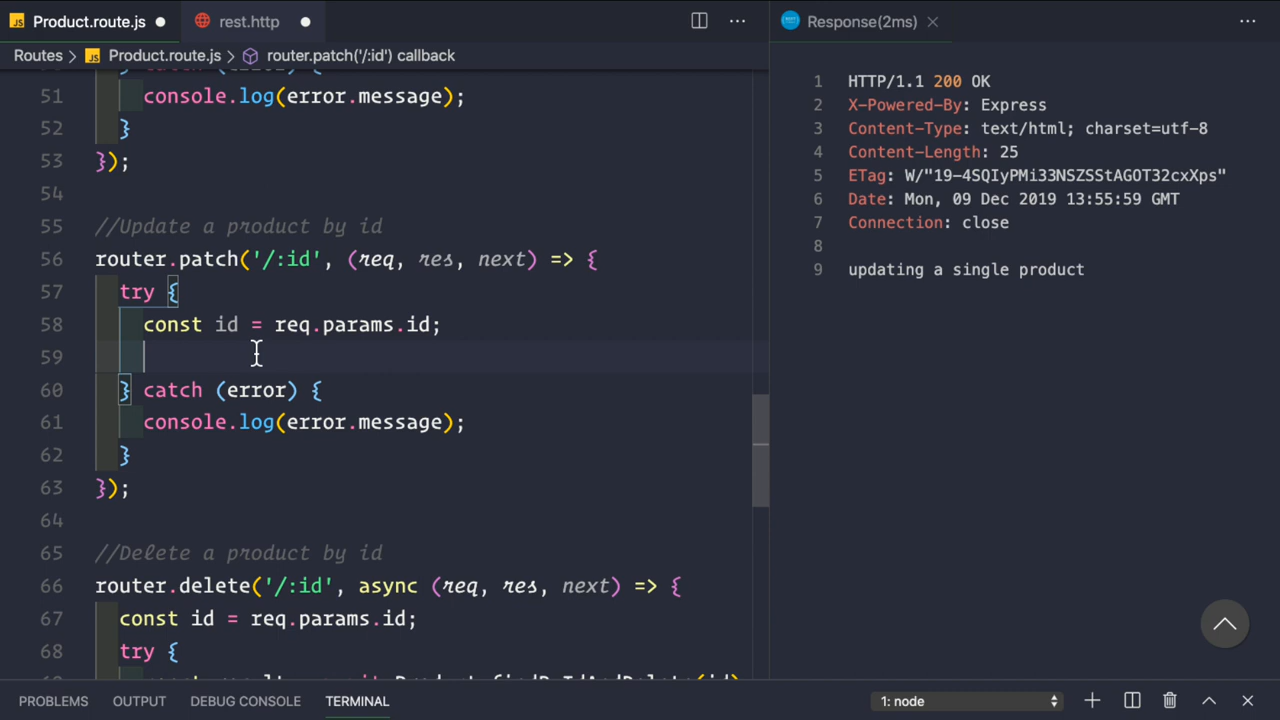 JS Product.route.js
rest.http
Response(2ms)
Routes > JS Product.route.js > router.patch('/:id') callback
51 console.log(error.message);
52 }
53 });
54
55 //Update a product by id
56 router.patch('/:id', (req, res, next) => {
57 try {
58 const id = req.params.id;
59
60 } catch (error) {
61 console.log(error.message);
62 }
63 });
64
65 //Delete a product by id
66 router.delete('/:id', async (req, res, next) => {
67 const id = req.params.id;
68 try {
1 HTTP/1.1 200 OK
2 X-Powered-By: Express
3 Content-Type: text/html; charset=utf-8
4 Content-Length: 25
5 ETag: W/"19-4SQIyPMi33NSZSStAGOT32cxXps"
6 Date: Mon, 09 Dec 2019 13:55:59 GMT
7 Connection: close
8
9 updating a single product
PROBLEMS OUTPUT DEBUG CONSOLE TERMINAL 1: node